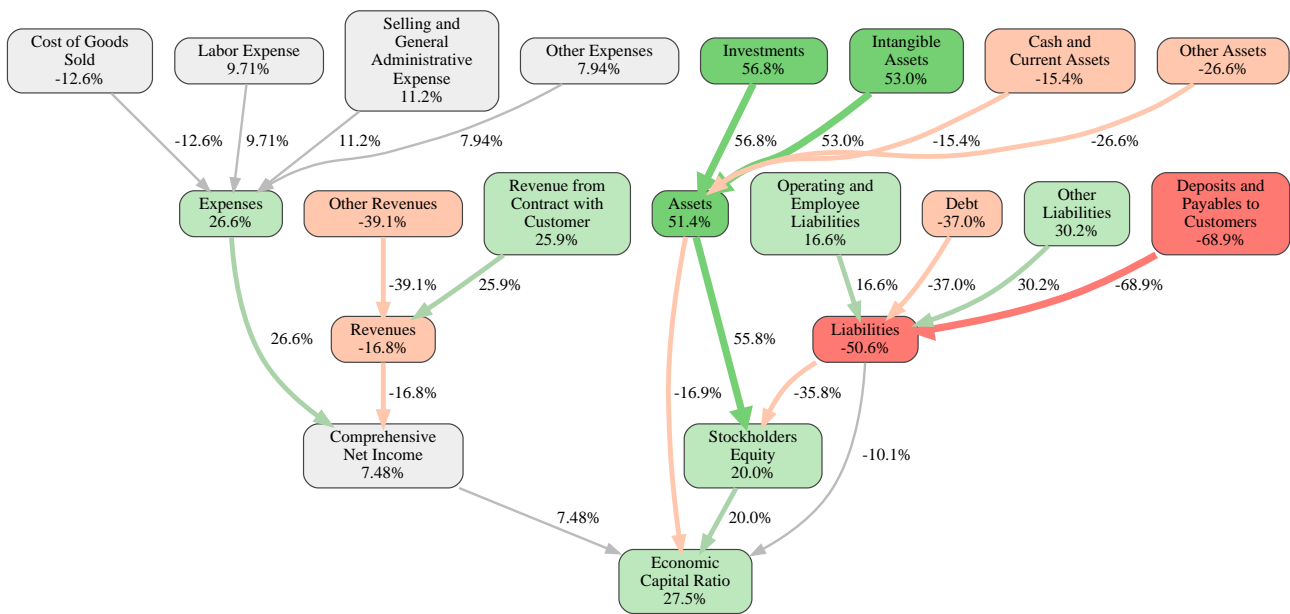 Cost of Goods
Sold
-12.6%
Labor Expense
9.71%
Selling and
General
Administrative
Expense
11.2%
Other Expenses
7.94%
Investments
56.8%
Intangible
Assets
53.0%
Cash and
Current Assets
-15.4%
Other Assets
-26.6%
-12.6%
9.71%
11.2%
7.94%
56.8%
53.0%
-15.4%
-26.6%
Expenses
26.6%
Other Revenues
-39.1%
Revenue from
Contract with
Customer
25.9%
Assets
51.4%
Operating and
Employee
Liabilities
16.6%
Debt
-37.0%
Other
Liabilities
30.2%
Deposits and
Payables to
Customers
-68.9%
-39.1%
25.9%
16.6%
-37.0%
30.2%
-68.9%
26.6%
Revenues
-16.8%
55.8%
Liabilities
-50.6%
-16.8%
-16.9%
-35.8%
Comprehensive
Net Income
7.48%
Stockholders
Equity
20.0%
-10.1%
7.48%
20.0%
Economic
Capital Ratio
27.5%